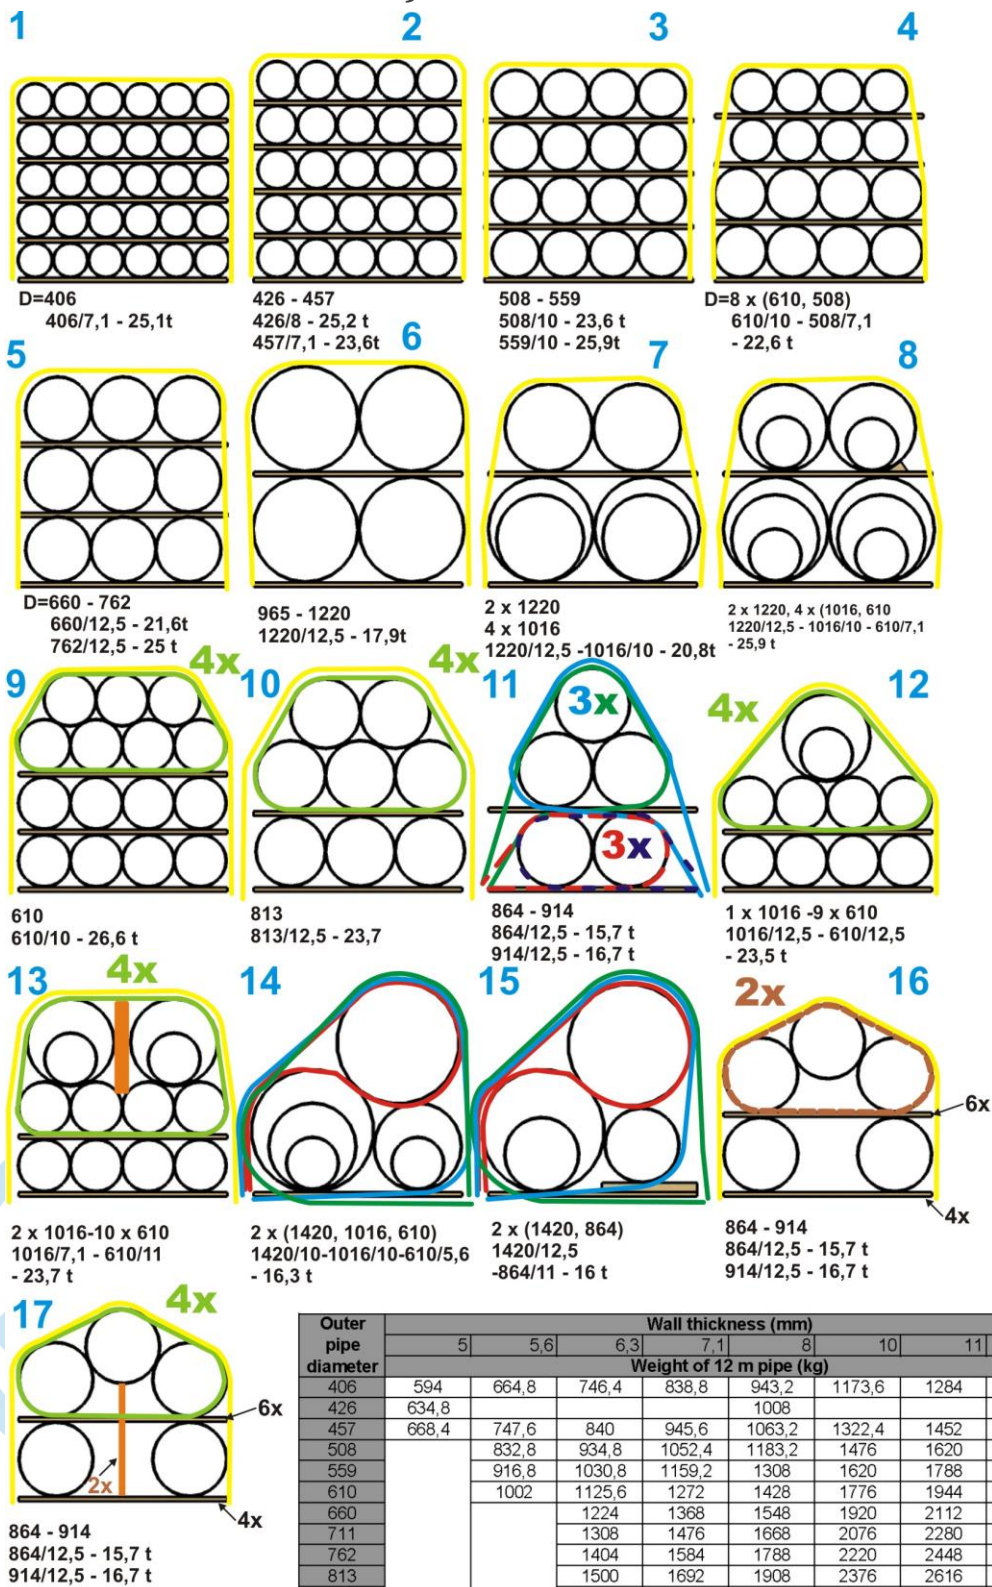 1
2
3
4
D=406
406/7,1 - 25,1t
426 - 457
426/8 - 25,2 t
457/7,1 - 23,6t
508 - 559
508/10 - 23,6 t
559/10 - 25,9t
D=8 x (610, 508)
610/10 - 508/7,1
- 22,6 t
5
6
7
8
D=660 - 762
660/12,5 - 21,6t
762/12,5 - 25 t
965 - 1220
1220/12,5 - 17,9t
2 x 1220
4 x 1016
1220/12,5 -1016/10 - 20,8t
2 x 1220, 4 x (1016, 610
1220/12,5 - 1016/10 - 610/7,1
- 25,9 t
9
4x
10
4x
11
3x
3x
12
4x
610
610/10 - 26,6 t
813
813/12,5 - 23,7
864 - 914
864/12,5 - 15,7 t
914/12,5 - 16,7 t
1 x 1016 -9 x 610
1016/12,5 - 610/12,5
- 23,5 t
13
4x
14
15
2x
16
6x
4x
2 x 1016-10 x 610
1016/7,1 - 610/11
- 23,7 t
2 x (1420, 1016, 610)
1420/10-1016/10-610/5,6
- 16,3 t
2 x (1420, 864)
1420/12,5
-864/11 - 16 t
864 - 914
864/12,5 - 15,7 t
914/12,5 - 16,7 t
17
4x
6x
2x
4x
864 - 914
864/12,5 - 15,7 t
914/12,5 - 16,7 t
Outer pipe diameter Wall thickness (mm)
5 5,6 6,3 7,1 8 10 11
Weight of 12 m pipe (kg)
406 594 664,8 746,4 838,8 943,2 1173,6 1284
426 634,8 1008
457 668,4 747,6 840 945,6 1063,2 1322,4 1452
508 832,8 934,8 1052,4 1183,2 1476 1620
559 916,8 1030,8 1159,2 1308 1620 1788
610 1002 1125,6 1272 1428 1776 1944
660 1224 1368 1548 1920 2112
711 1308 1476 1668 2076 2280
762 1404 1584 1788 2220 2448
813 1500 1692 1908 2376 2616